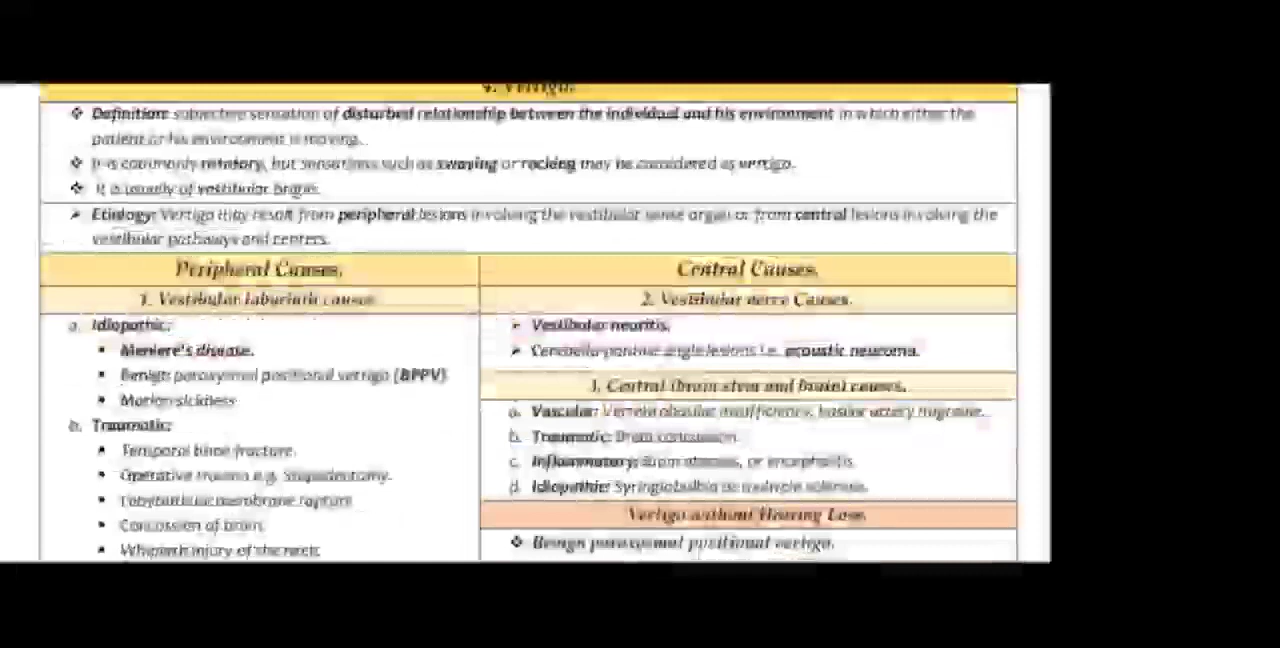 4. Vertigo.
❖ Definition: subjective sensation of disturbed relationship between the individual and his environment in which either the
patient or his environment is moving.
❖ It is commonly rotatory, but sensations such as swaying or rocking may be considered as vertigo.
❖ It is usually of vestibular origin.
➤ Etiology: Vertigo may result from peripheral lesions involving the vestibular sense organ or from central lesions involving the
vestibular pathways and centers.
Peripheral Causes.
1. Vestibular labyrinth causes
a. Idiopathic:
▪ Meniere's disease.
▪ Benign paroxysmal positional vertigo (BPPV)
▪ Motion sickness
b. Traumatic:
▪ Temporal bone fracture.
▪ Operative trauma e.g. Stapedectomy.
▪ Labyrinthine membrane rupture
▪ Concussion of brain.
▪ Whiplash injury of the neck.
Central Causes.
2. Vestibular nerve Causes.
➤ Vestibular neuritis.
➤ Cerebello-pontine angle lesions i.e. acoustic neuroma.
3. Central (brain stem and brain) causes.
a. Vascular: Vertebro basilar insufficiency, basilar artery migraine.
b. Traumatic: Brain concussion.
c. Inflammatory: Brain abscess, or encephalitis.
d. Idiopathic: Syringiobulbia or multiple sclerosis.
Vertigo without Hearing Loss.
❖ Benign paroxysmal positional vertigo.